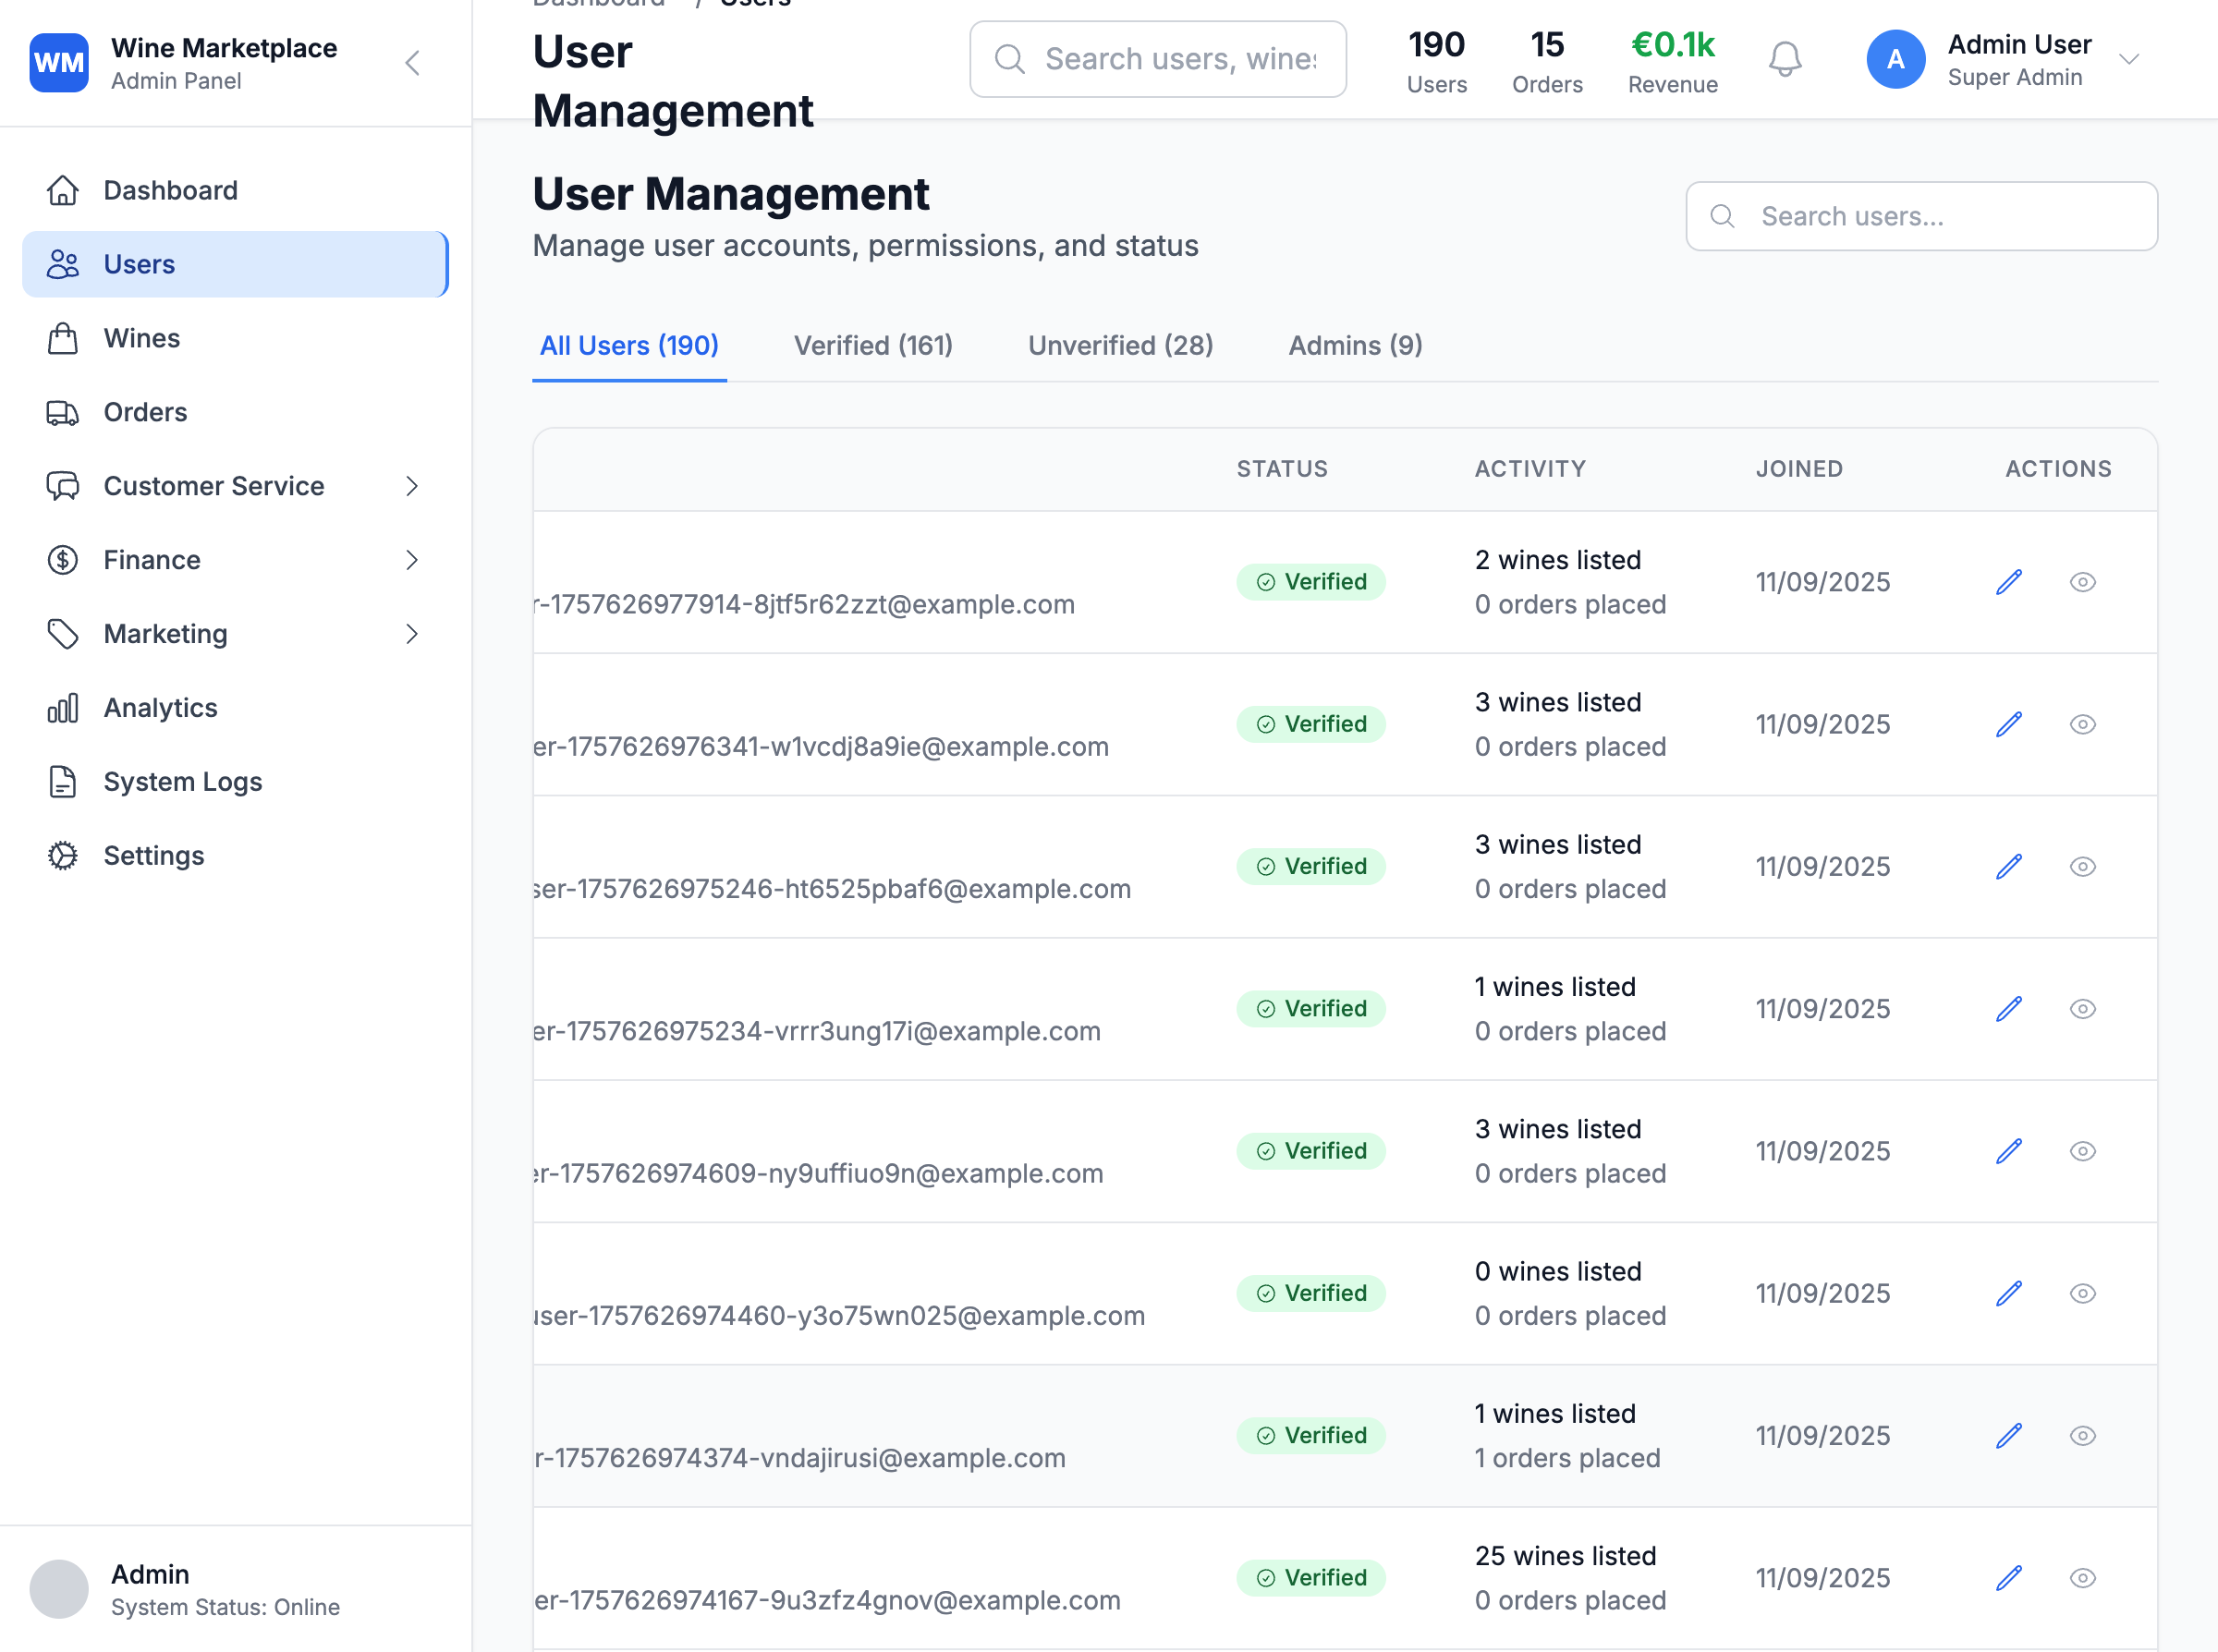 WM
Wine Marketplace
Admin Panel
Dashboard
Users
Wines
Orders
Customer Service
Finance
Marketing
Analytics
System Logs
Settings
Admin
System Status: Online
Dashboard / Users
User
Management
Search users, wines
190
Users
15
Orders
€0.1k
Revenue
A
Admin User
Super Admin
User Management
Manage user accounts, permissions, and status
Search users...
All Users (190)
Verified (161)
Unverified (28)
Admins (9)
STATUS ACTIVITY JOINED ACTIONS
r-1757626977914-8jtf5r62zzt@example.com
Verified
2 wines listed
0 orders placed
11/09/2025
er-1757626976341-w1vcdj8a9ie@example.com
Verified
3 wines listed
0 orders placed
11/09/2025
ser-1757626975246-ht6525pbaf6@example.com
Verified
3 wines listed
0 orders placed
11/09/2025
er-1757626975234-vrrr3ung17i@example.com
Verified
1 wines listed
0 orders placed
11/09/2025
er-1757626974609-ny9uffiuo9n@example.com
Verified
3 wines listed
0 orders placed
11/09/2025
user-1757626974460-y3o75wn025@example.com
Verified
0 wines listed
0 orders placed
11/09/2025
r-1757626974374-vndajirusi@example.com
Verified
1 wines listed
1 orders placed
11/09/2025
er-1757626974167-9u3zfz4gnov@example.com
Verified
25 wines listed
0 orders placed
11/09/2025